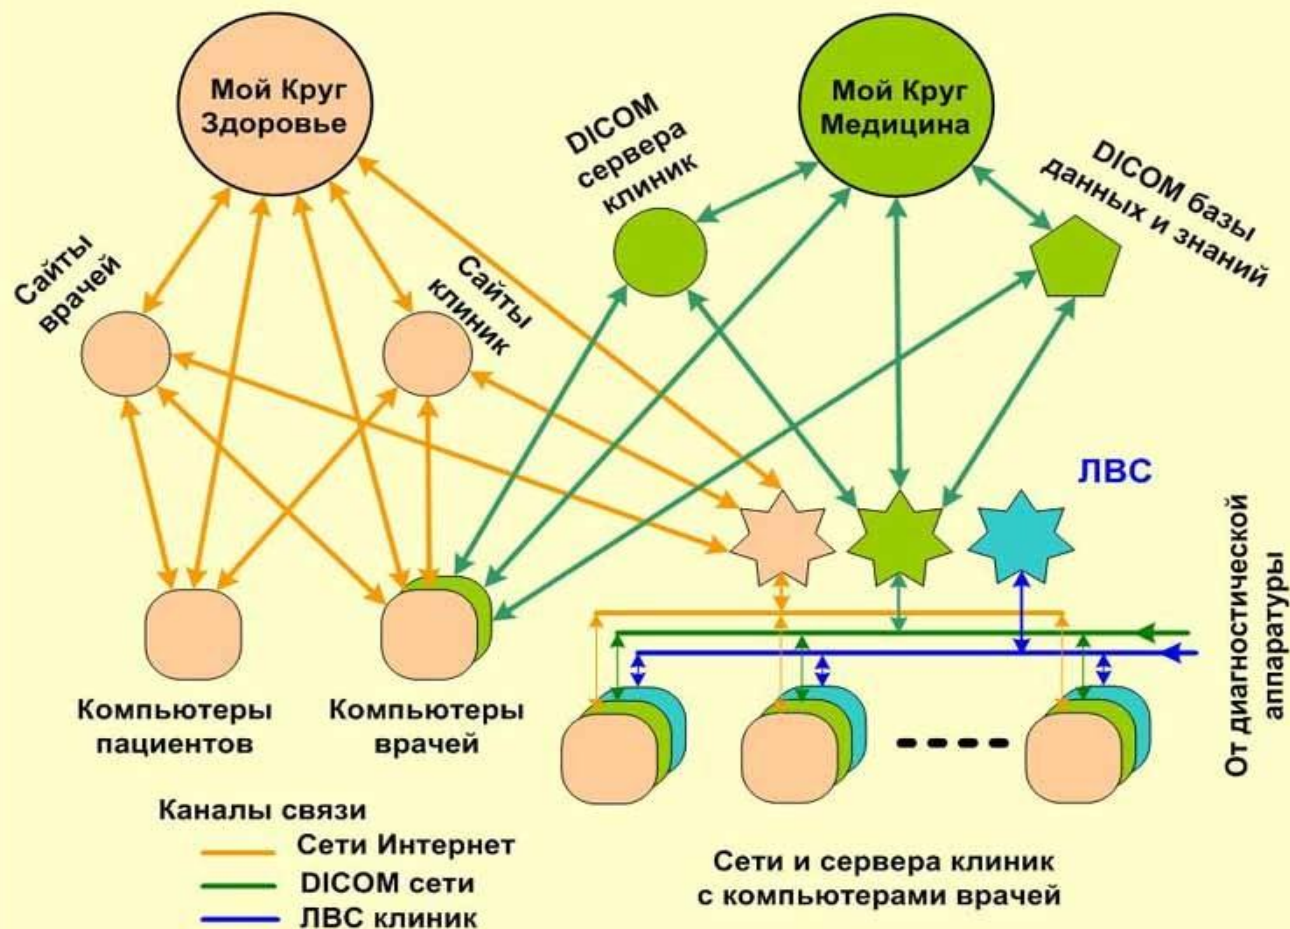 Мой Круг
Здоровье
Мой Круг
Медицина
DICOM
сервера
клиник
DICOM базы
данных и знаний
Сайты
врачей
Сайты
клиник
ЛВС
От диагностической
аппаратуры
Компьютеры
пациентов
Компьютеры
врачей
Каналы связи
Сети Интернет
DICOM сети
ЛВС клиник
Сети и сервера клиник
с компьютерами врачей